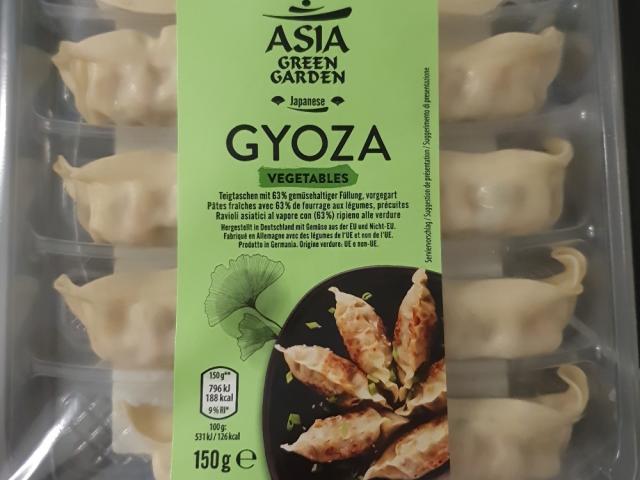 ASIA
GREEN
GARDEN
Japanese
GYOZA
VEGETABLES
Teigtaschen mit 63% gemüsehaltiger Füllung, vorgegart
Pâtes fraîches avec 63% de fourrage aux légumes, précuites
Ravioli asiatici al vapore con (63%) ripieno alle verdure
Hergestellt in Deutschland mit Gemüse aus der EU und Nicht-EU.
Fabriqué en Allemagne avec des légumes de l'UE et non de l'UE.
Prodotto in Germania. Origine verdure: UE e non-UE.
Serviervorschlag / Suggestion de présentation / Suggerimento di presentazione
150 g**
796 kJ
188 kcal
9% RI*
100g:
531 kJ / 126 kcal
150 g e